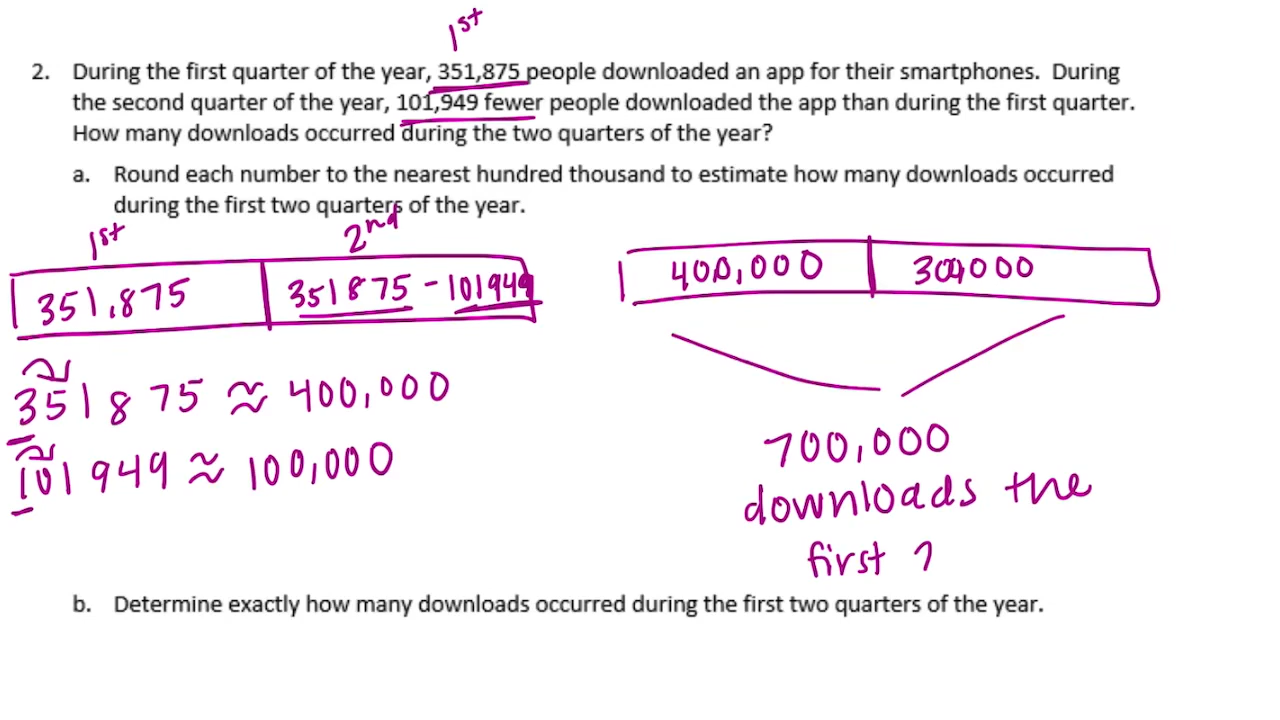 1st
2. During the first quarter of the year, 351,875 people downloaded an app for their smartphones. During
the second quarter of the year, 101,949 fewer people downloaded the app than during the first quarter.
How many downloads occurred during the two quarters of the year?
a. Round each number to the nearest hundred thousand to estimate how many downloads occurred
during the first two quarters of the year.
1st 2nd
351,875 351875 - 101949
400,000 300,000
351875 ≈ 400,000
101949 ≈ 100,000
700,000
downloads the
first 2
b. Determine exactly how many downloads occurred during the first two quarters of the year.